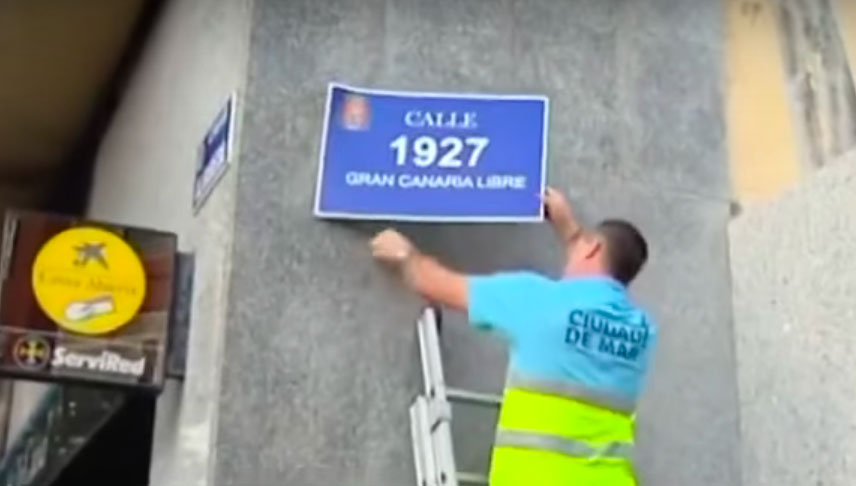 CALLE
1927
GRAN CANARIA LIBRE
CIUDAD
DE MAR
ServiRed